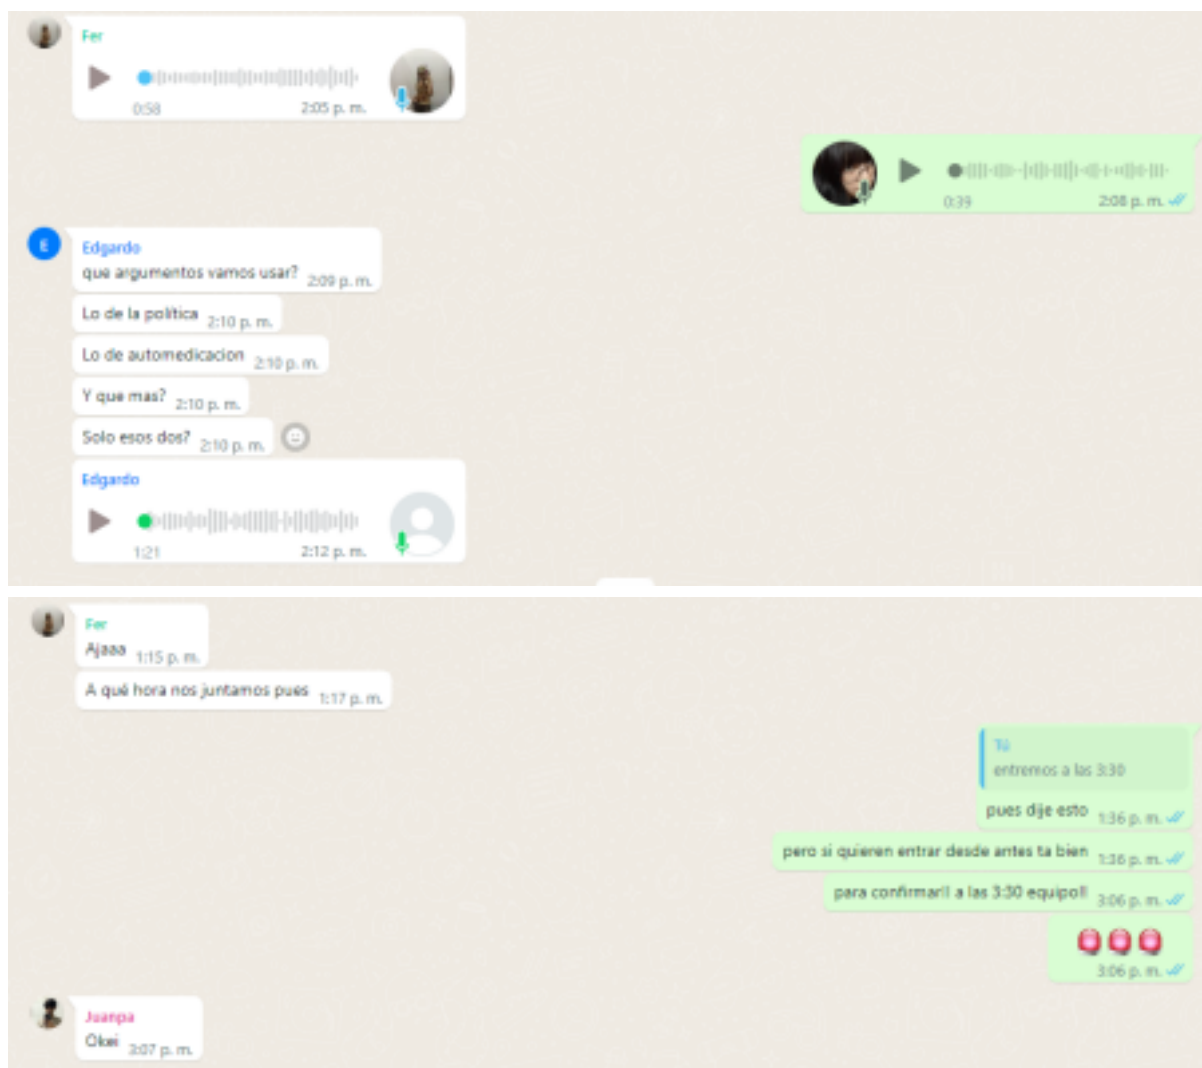 Fer
0:58 2:05 p. m.
0:39 2:08 p. m.
E
Edgardo
que argumentos vamos usar? 2:09 p. m.
Lo de la política 2:10 p. m.
Lo de automedicacion 2:10 p. m.
Y que mas? 2:10 p. m.
Solo esos dos? 2:10 p. m.
Edgardo
1:21 2:12 p. m.
Fer
Ajaaa 1:15 p. m.
A qué hora nos juntamos pues 1:17 p. m.
Tú
entremos a las 3:30
pues dije esto 1:36 p. m.
pero si quieren entrar desde antes ta bien 1:36 p. m.
para confirmar!! a las 3:30 equipo!! 3:06 p. m.
3:06 p. m.
Juanpa
Okei 3:07 p. m.